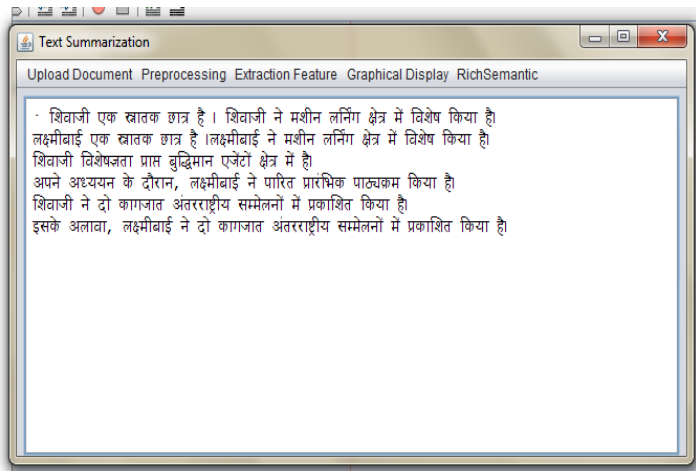 Text Summarization
Upload Document Preprocessing Extraction Feature Graphical Display RichSemantic
- शिवाजी एक स्नातक छात्र है । शिवाजी ने मशीन लर्निंग क्षेत्र में विशेष किया है।
लक्ष्मीबाई एक स्नातक छात्र है ।लक्ष्मीबाई ने मशीन लर्निंग क्षेत्र में विशेष किया है।
शिवाजी विशेषज्ञता प्राप्त बुद्धिमान एजेंटों क्षेत्र में है।
अपने अध्ययन के दौरान, लक्ष्मीबाई ने पारित प्रारंभिक पाठ्यक्रम किया है।
शिवाजी ने दो कागजात अंतरराष्ट्रीय सम्मेलनों में प्रकाशित किया है।
इसके अलावा, लक्ष्मीबाई ने दो कागजात अंतरराष्ट्रीय सम्मेलनों में प्रकाशित किया है।